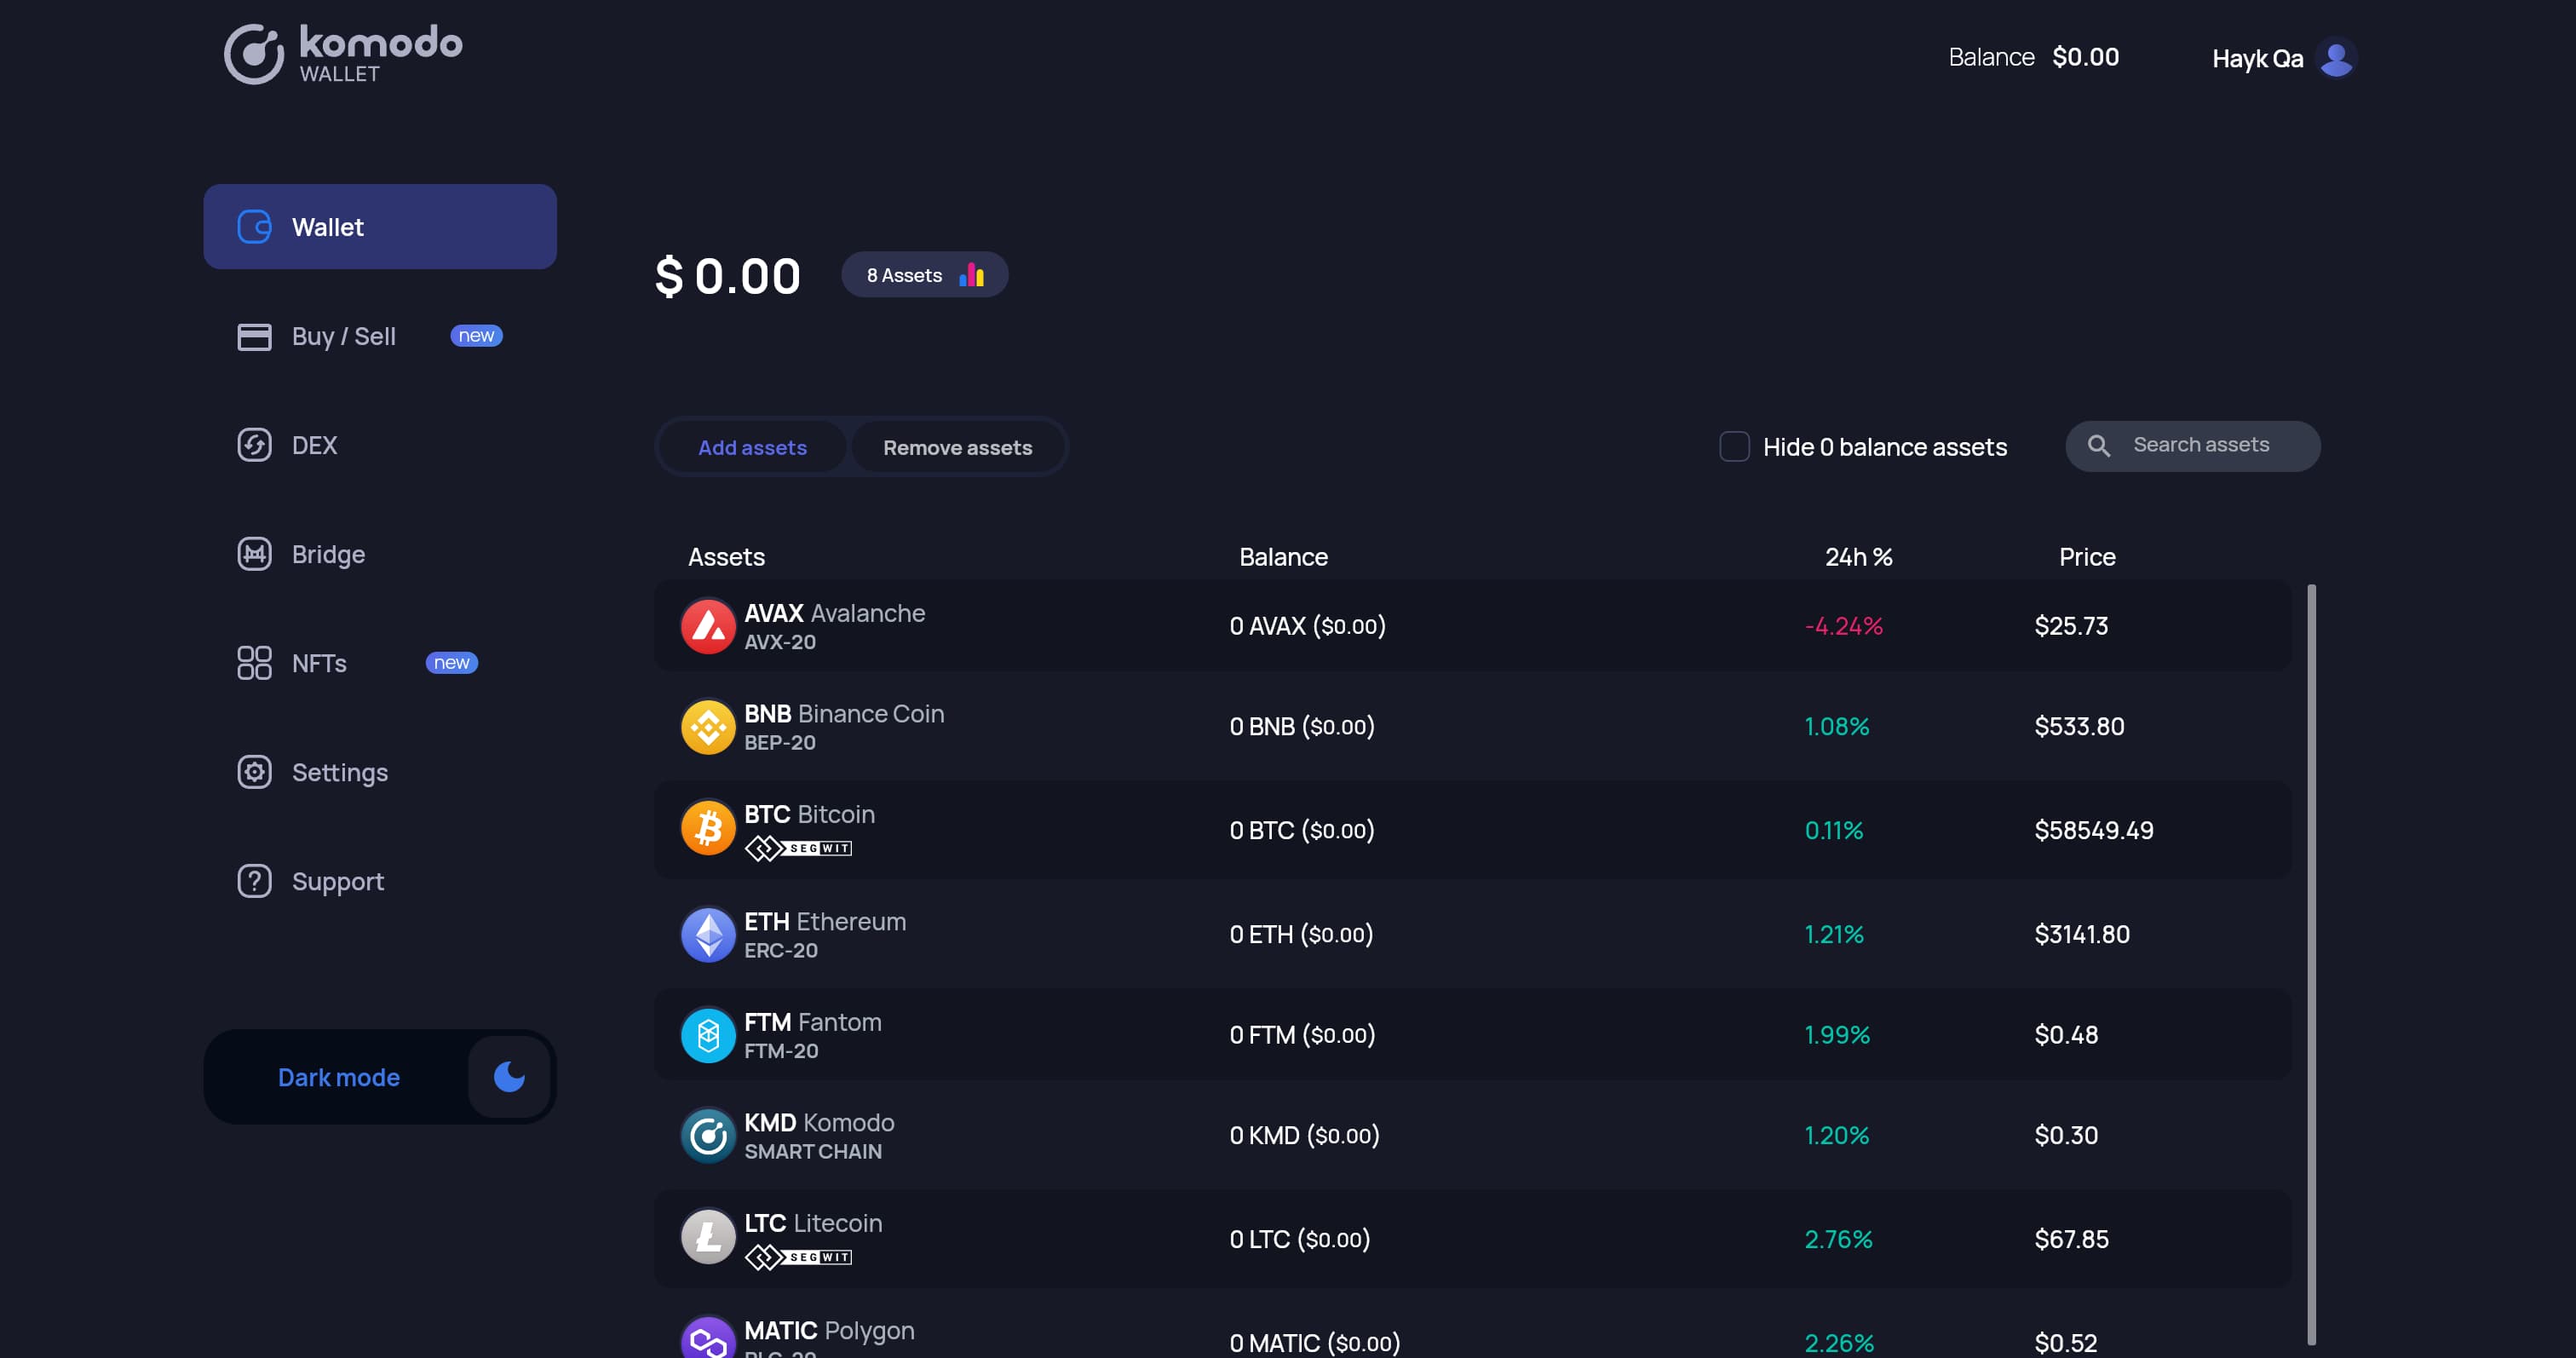 komodo
WALLET
Balance $0.00
Hayk Qa
Wallet
Buy / Sell new
DEX
Bridge
NFTs new
Settings
Support
Dark mode
$ 0.00
8 Assets
Add assets
Remove assets
Hide 0 balance assets
Search assets
Assets Balance 24h % Price
AVAX Avalanche
AVX-20
0 AVAX ($0.00) -4.24% $25.73
BNB Binance Coin
BEP-20
0 BNB ($0.00) 1.08% $533.80
BTC Bitcoin
SEGWIT
0 BTC ($0.00) 0.11% $58549.49
ETH Ethereum
ERC-20
0 ETH ($0.00) 1.21% $3141.80
FTM Fantom
FTM-20
0 FTM ($0.00) 1.99% $0.48
KMD Komodo
SMART CHAIN
0 KMD ($0.00) 1.20% $0.30
LTC Litecoin
SEGWIT
0 LTC ($0.00) 2.76% $67.85
MATIC Polygon
0 MATIC ($0.00) 2.26% $0.52